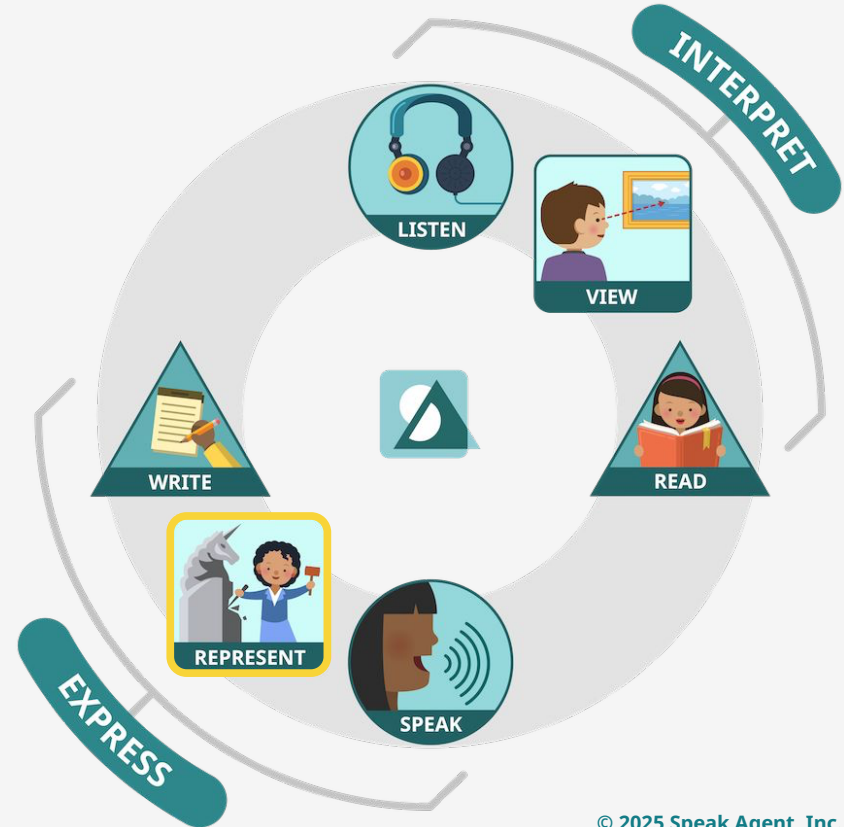 INTERPRET
LISTEN
VIEW
WRITE
READ
REPRESENT
SPEAK
EXPRESS
© 2025 Speak Agent, Inc.